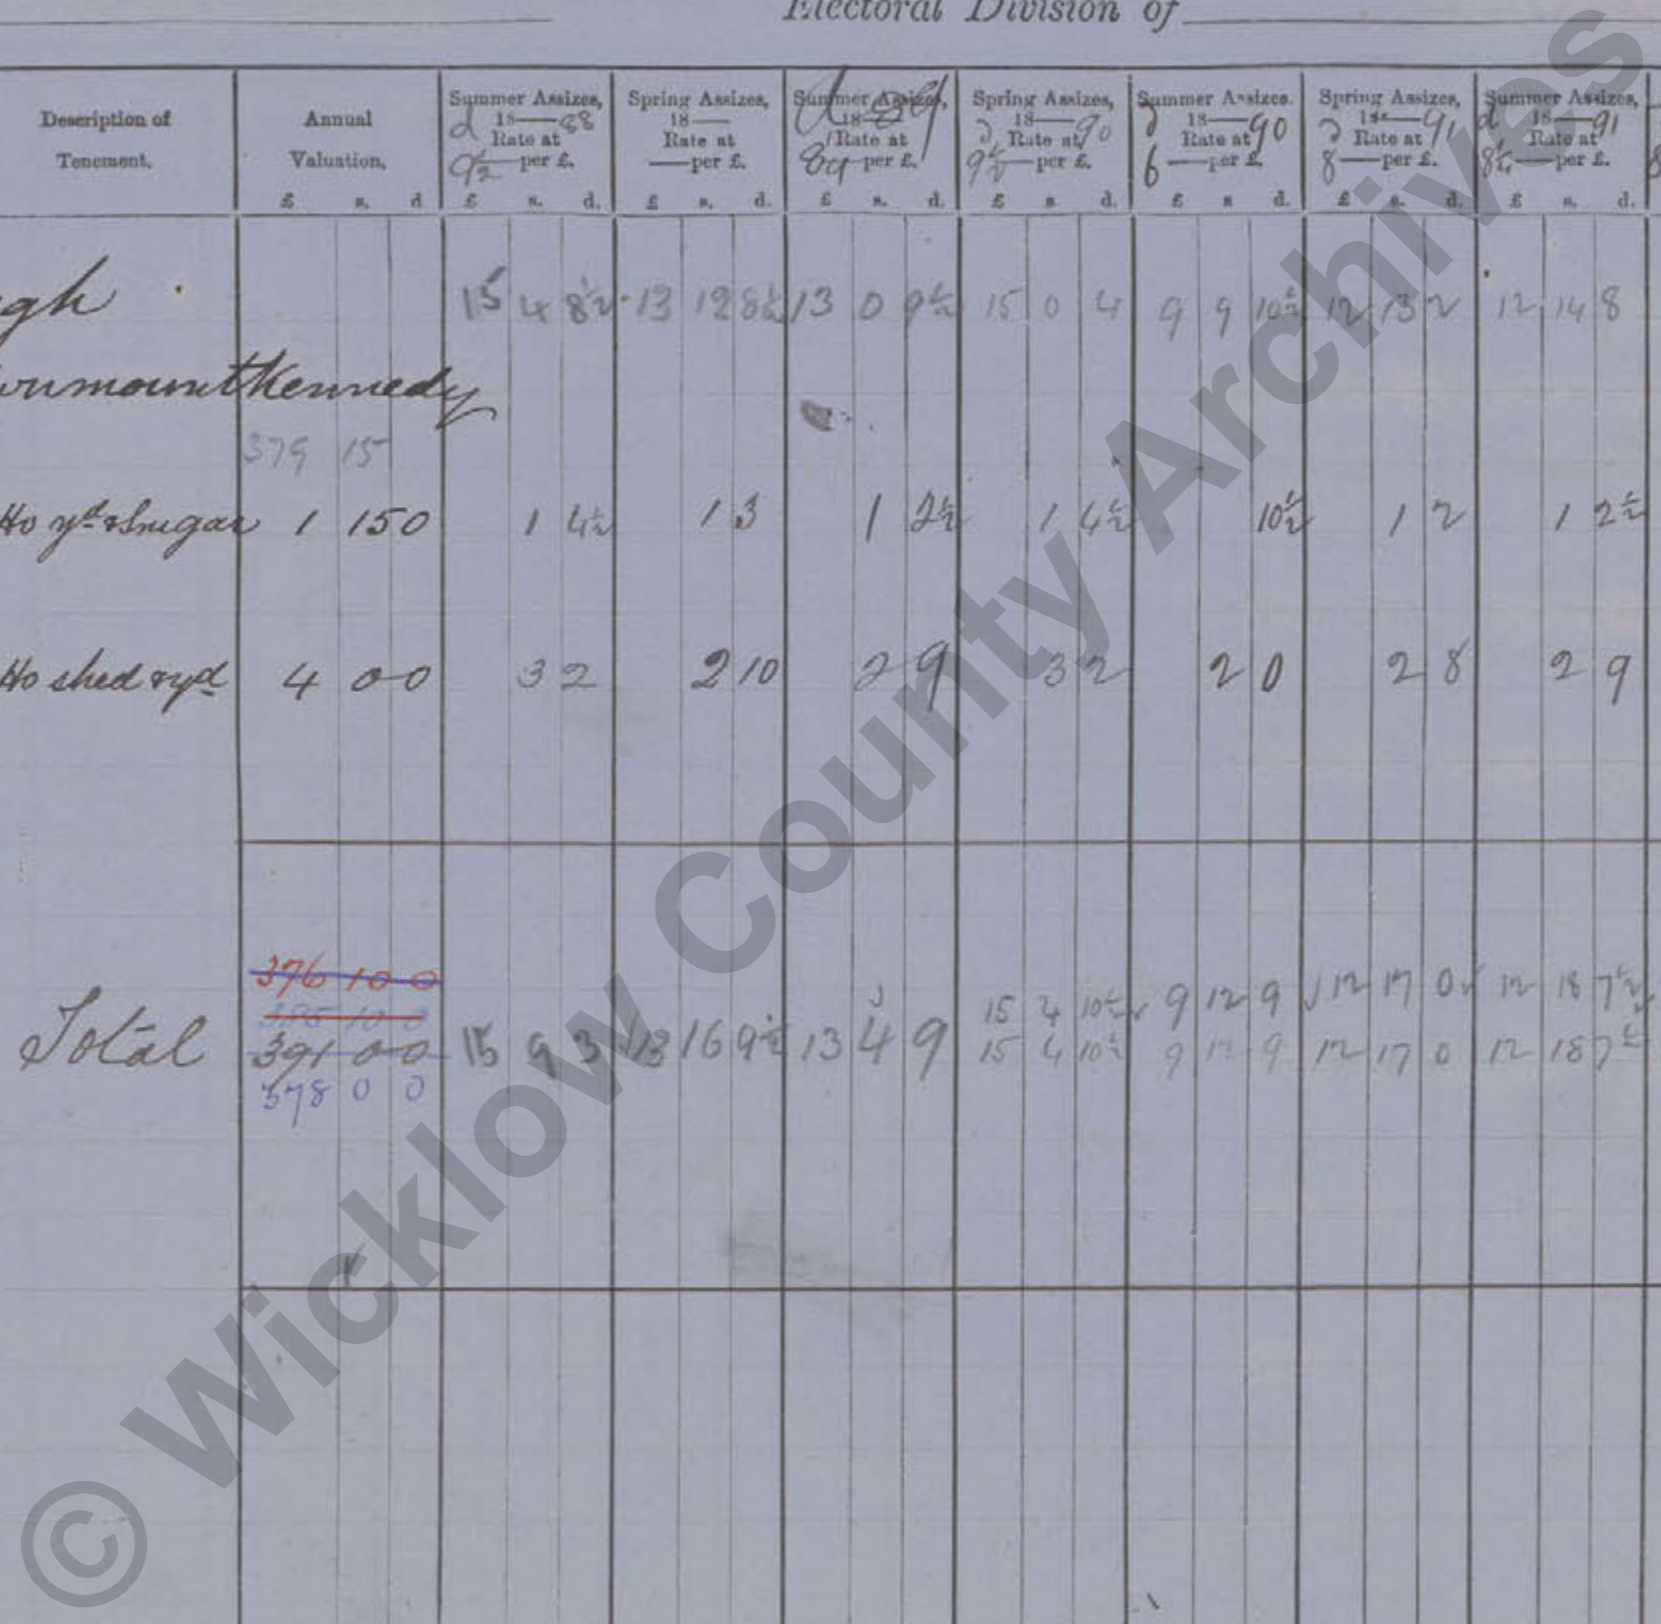 Electoral Division of
Description of Tenement.
Annual Valuation,
£ s. d
Summer Assizes, 18—88 Rate at d 9½ — per £.
£ s. d.
Spring Assizes, 18— Rate at — per £.
£ s. d.
Summer Assizes, 18—89 Rate at per £.
£ s. d.
Spring Assizes, 18—90 d Rate at 9½ — per £.
£ s d.
Summer Assizes. 18—90 d Rate at 6 — per £.
£ s d.
Spring Assizes, 18—91 d Rate at 8 — per £.
£ s. d.
Summer Assizes, 18—91 d Rate at — per £.
£ s. d.
gh 15 4 8½ 13 12 8½ 13 0 9½ 15 0 4 9 9 10½ 12 13 2 12 14 8
mountKennedy
379 15
Ho yd & 1 15 0 1 4½ 1 3 1 2½ 1 4½ 10½ 1 2 1 2½
Ho shed & yd 4 0 0 3 2 2 10 2 9 3 2 2 0 2 8 2 9
376 10 0
385 10 0
15 4 10½ 9 12 9 12 17 0 12 18 7½
Total 391 0 0 15 9 3 13 16 9½ 13 4 9 15 4 10½ 9 12 9 12 17 0 12 18 7½
378 0 0
© Wicklow County Archives